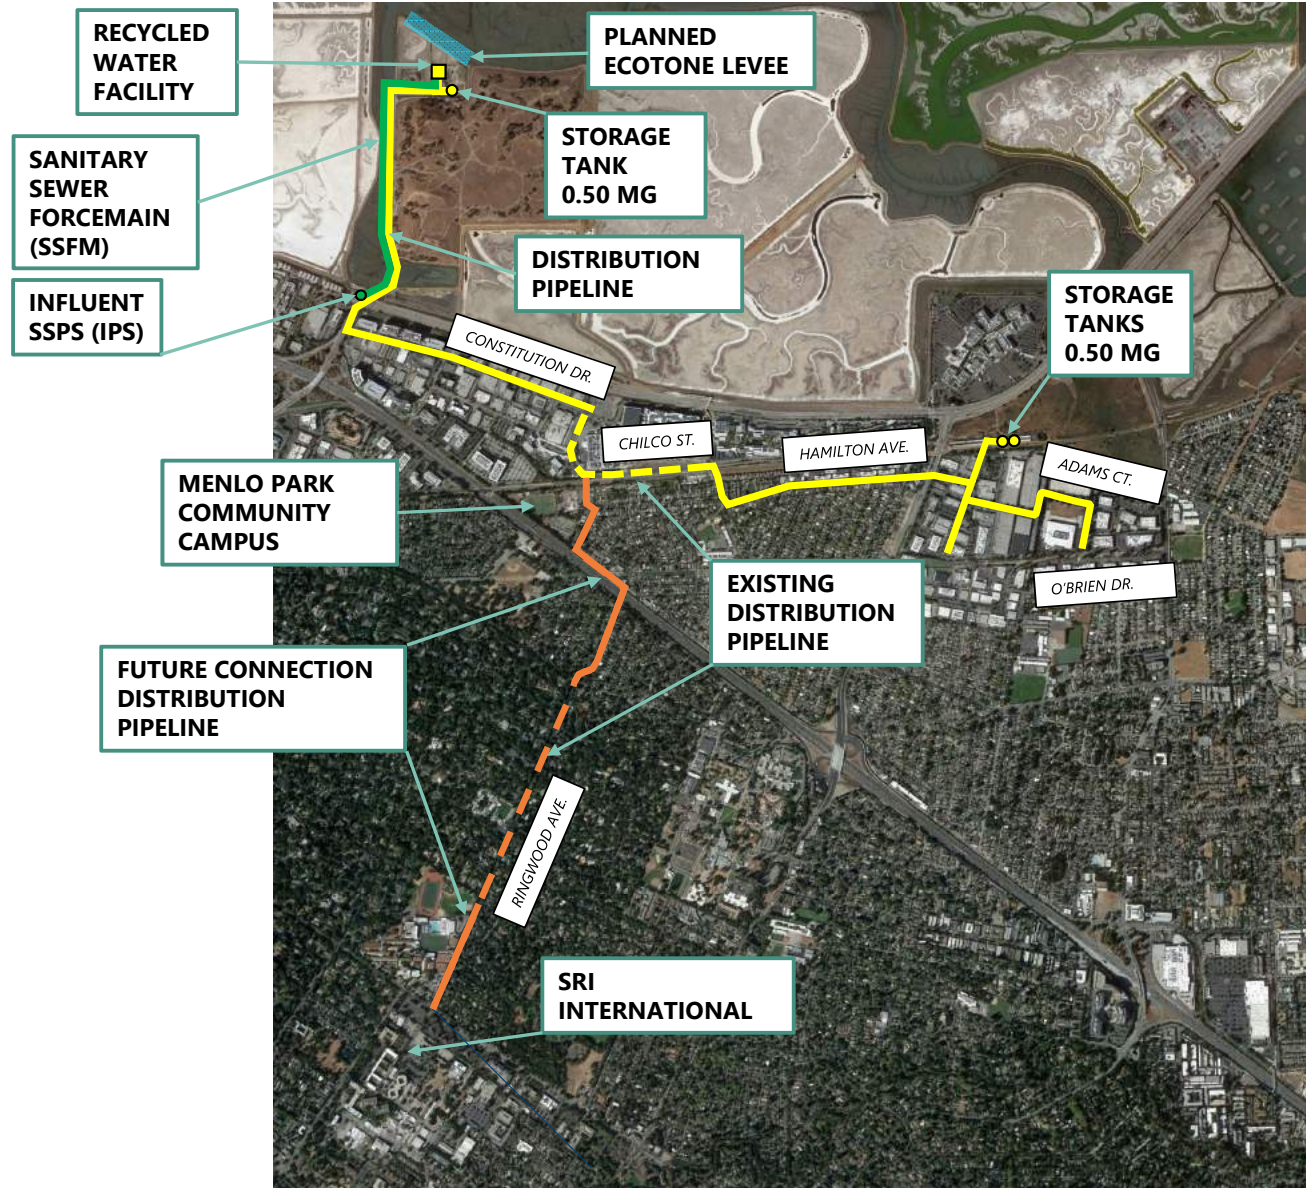 RECYCLED
WATER
FACILITY
PLANNED
ECOTONE LEVEE
SANITARY
SEWER
FORCEMAIN
(SSFM)
STORAGE
TANK
0.50 MG
DISTRIBUTION
PIPELINE
INFLUENT
SSPS (IPS)
STORAGE
TANKS
0.50 MG
CONSTITUTION DR.
CHILCO ST.
HAMILTON AVE.
ADAMS CT.
MENLO PARK
COMMUNITY
CAMPUS
O'BRIEN DR.
EXISTING
DISTRIBUTION
PIPELINE
FUTURE CONNECTION
DISTRIBUTION
PIPELINE
RINGWOOD AVE.
SRI
INTERNATIONAL